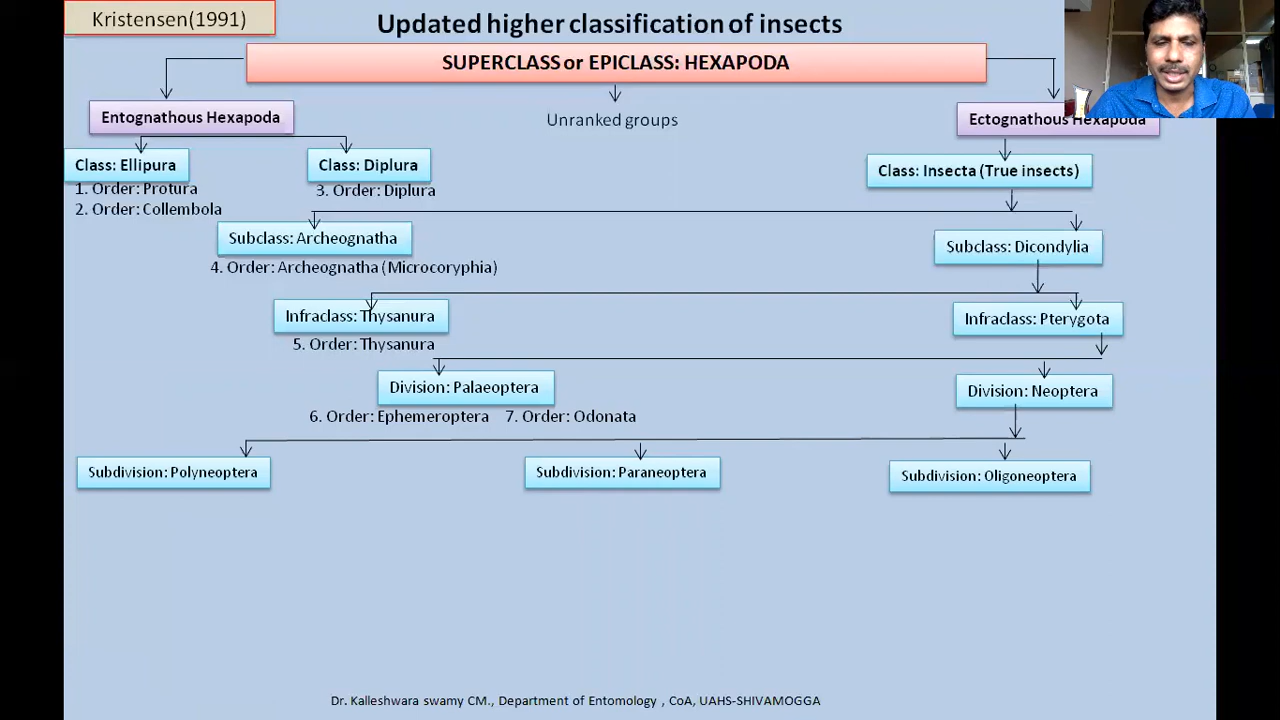 Kristensen(1991)
Updated higher classification of insects
SUPERCLASS or EPICLASS: HEXAPODA
Entognathous Hexapoda
Unranked groups
Ectognathous Hexapoda
Class: Ellipura
Class: Diplura
Class: Insecta (True insects)
1. Order: Protura
3. Order: Diplura
2. Order: Collembola
Subclass: Archeognatha
Subclass: Dicondylia
4. Order: Archeognatha (Microcoryphia)
Infraclass: Thysanura
Infraclass: Pterygota
5. Order: Thysanura
Division: Palaeoptera
Division: Neoptera
6. Order: Ephemeroptera 7. Order: Odonata
Subdivision: Polyneoptera
Subdivision: Paraneoptera
Subdivision: Oligoneoptera
Dr. Kalleshwara swamy CM., Department of Entomology , CoA, UAHS-SHIVAMOGGA